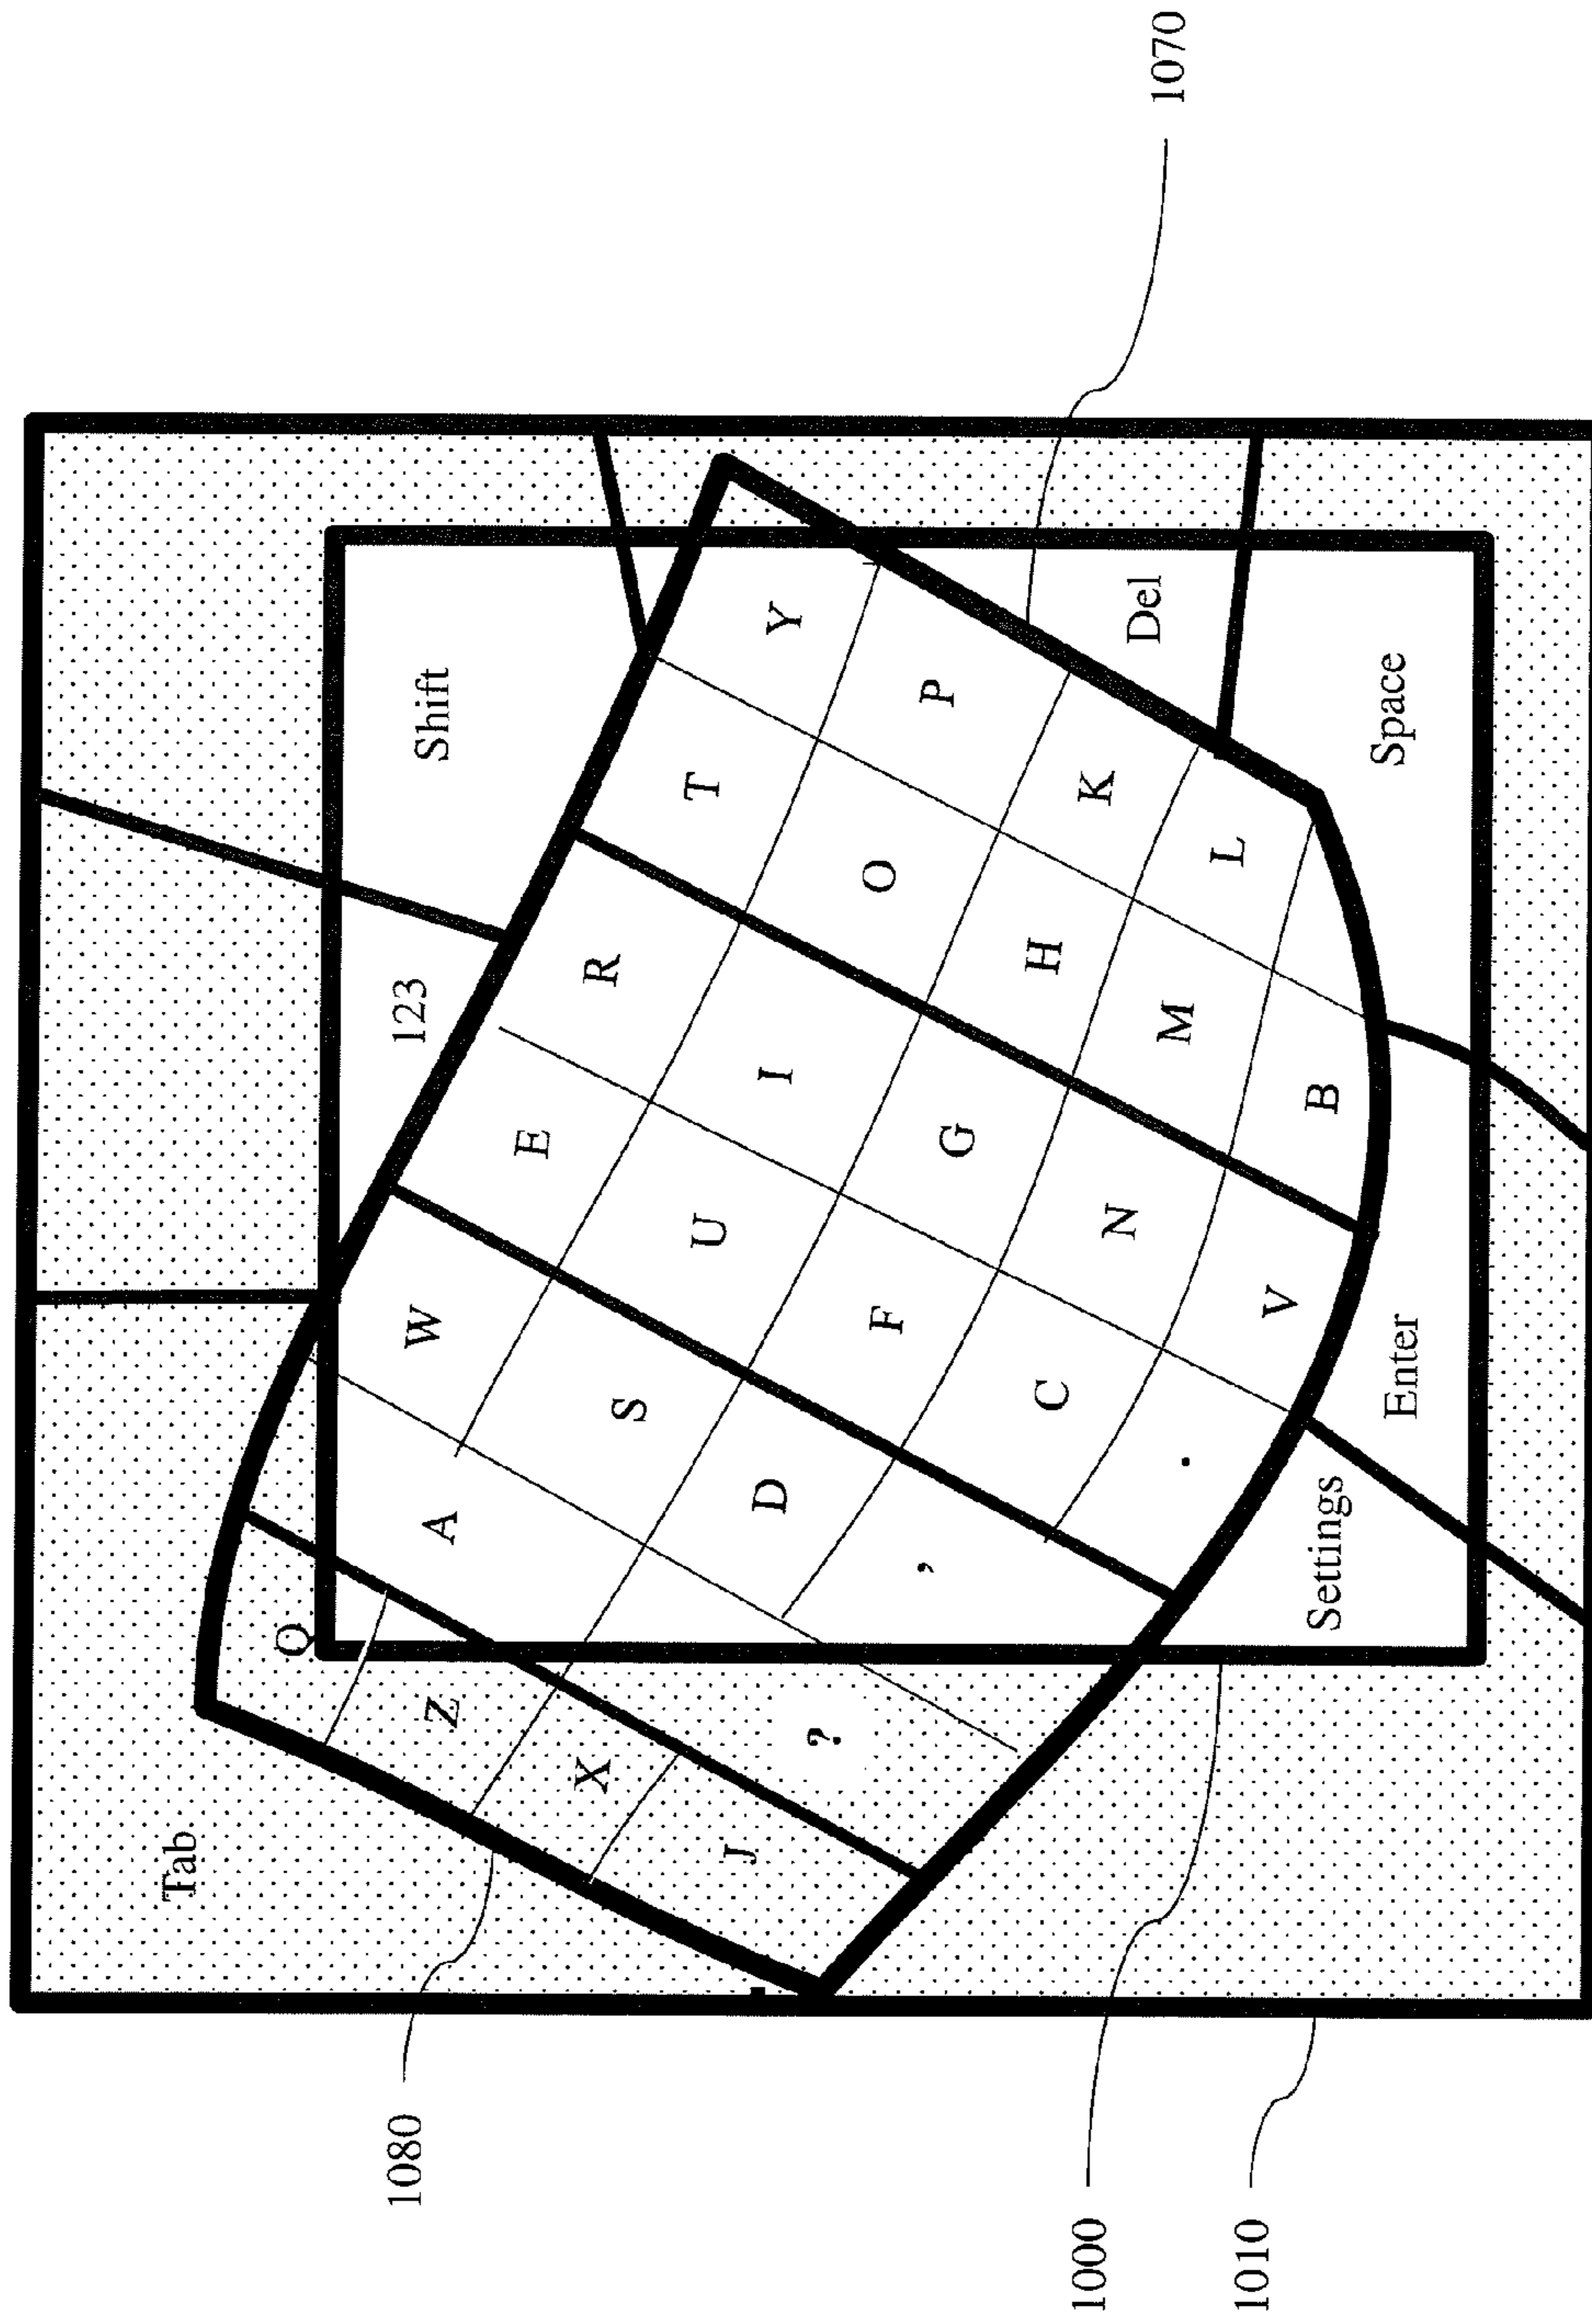 Tab
123
Shift
Q
W
E
R
T
Y
Z
A
S
U
I
O
P
X
D
F
G
H
K
J
?
,
C
N
M
L
.
V
B
Del
Settings
Enter
Space
1080
1000
1010
1070